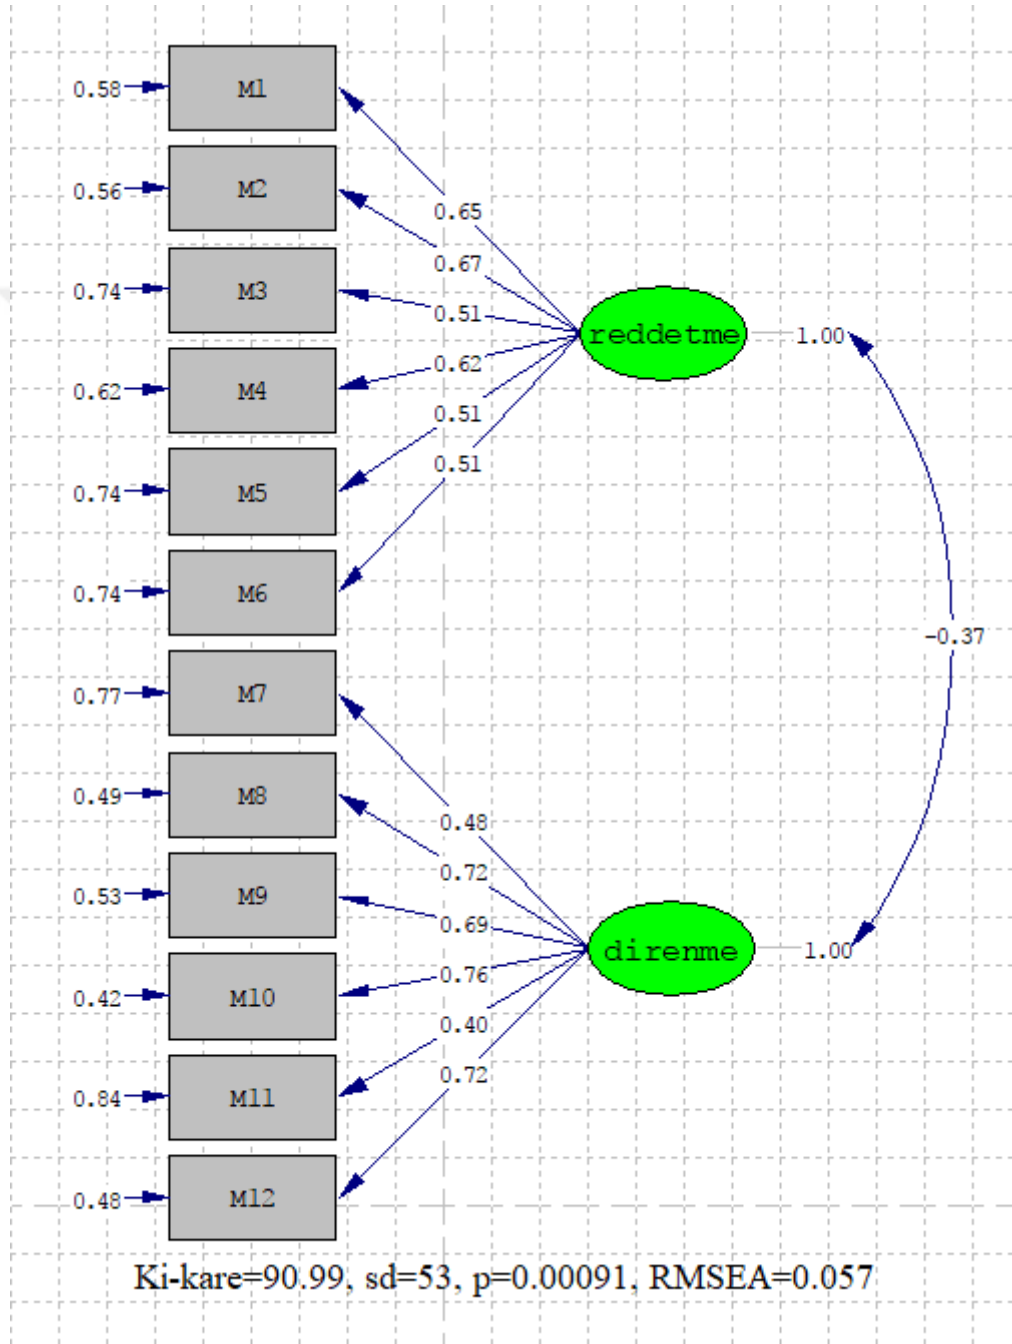 0.58 M1
0.65
0.56 M2
0.67
0.74 M3
0.51
reddetme 1.00
0.62 M4
0.62
0.51
0.74 M5
0.51
0.74 M6
-0.37
0.77 M7
0.49 M8
0.48
0.72
0.53 M9
0.69
direnme 1.00
0.76
0.42 M10
0.40
0.72
0.84 M11
0.48 M12
Ki-kare=90.99, sd=53, p=0.00091, RMSEA=0.057